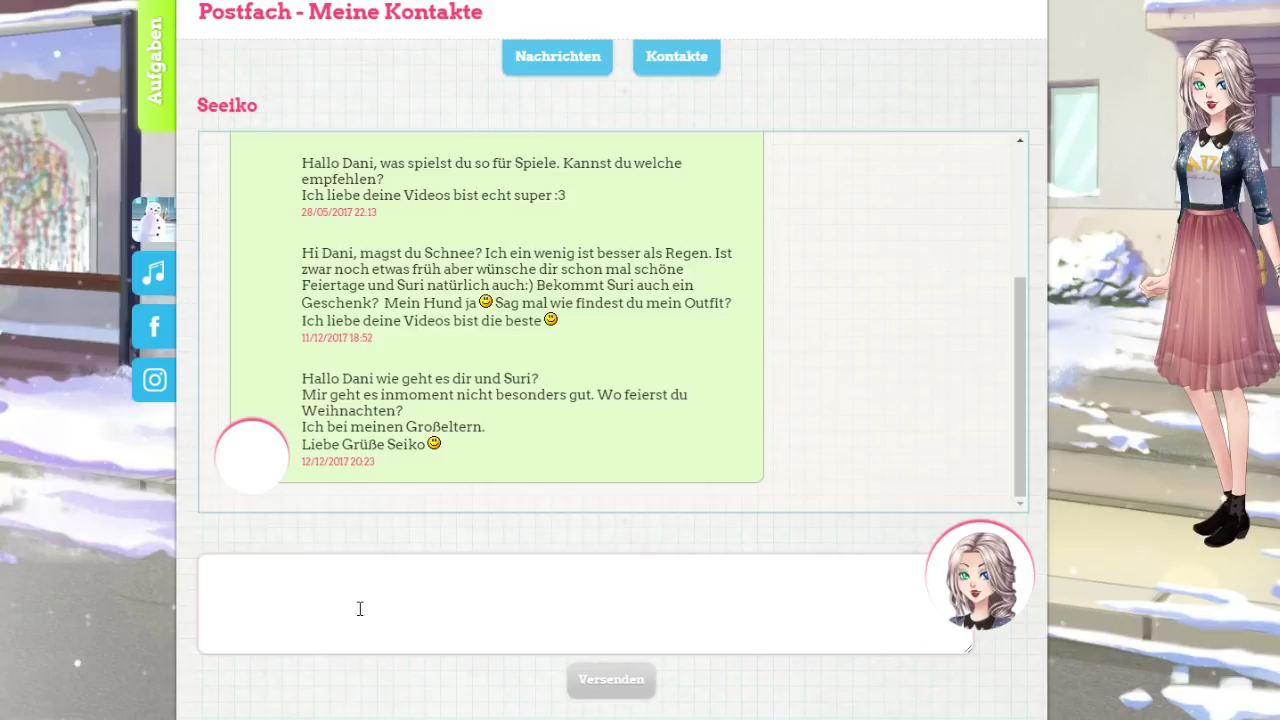 Postfach - Meine Kontakte
Aufgaben
Nachrichten
Kontakte
Seeiko
Hallo Dani, was spielst du so für Spiele. Kannst du welche
empfehlen?
Ich liebe deine Videos bist echt super :3
28/05/2017 22:13
Hi Dani, magst du Schnee? Ich ein wenig ist besser als Regen. Ist
zwar noch etwas früh aber wünsche dir schon mal schöne
Feiertage und Suri natürlich auch:) Bekommt Suri auch ein
Geschenk? Mein Hund ja Sag mal wie findest du mein Outfit?
Ich liebe deine Videos bist die beste
11/12/2017 18:52
Hallo Dani wie geht es dir und Suri?
Mir geht es inmoment nicht besonders gut. Wo feierst du
Weihnachten?
Ich bei meinen Großeltern.
Liebe Grüße Seiko
12/12/2017 20:23
Versenden